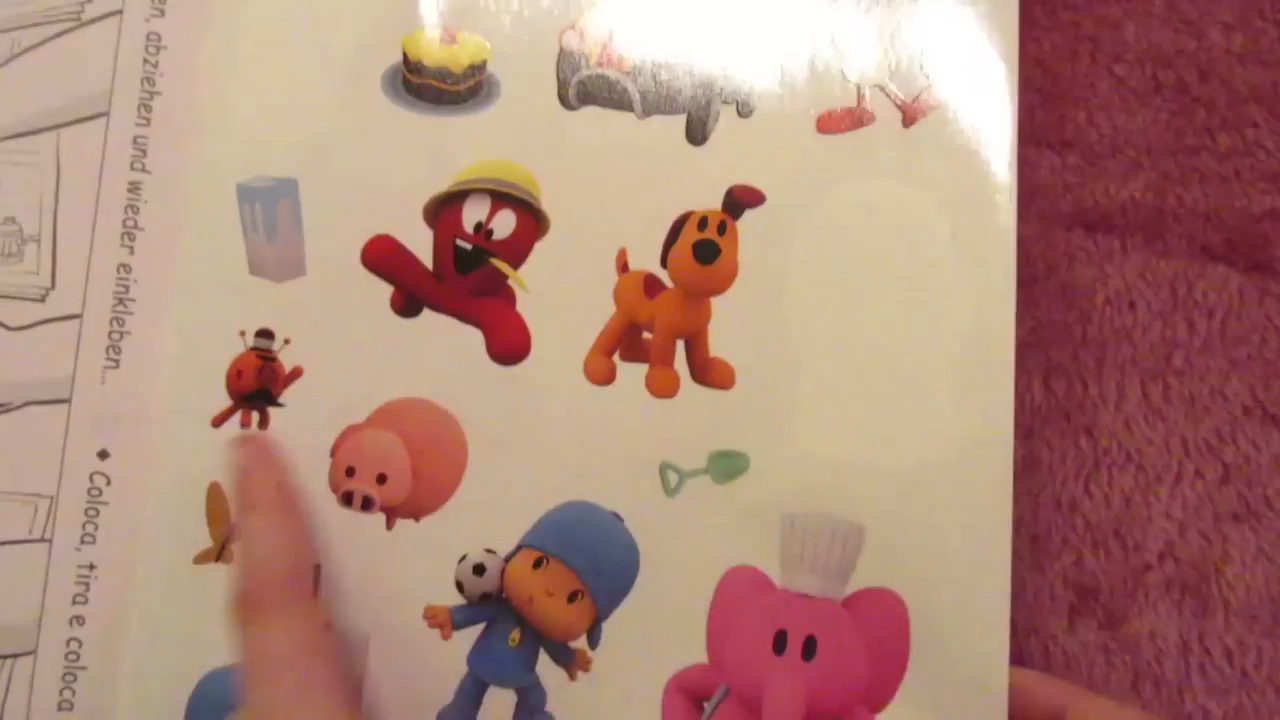 en, abziehen und wieder einkleben...
◆ Coloca, tira e coloca